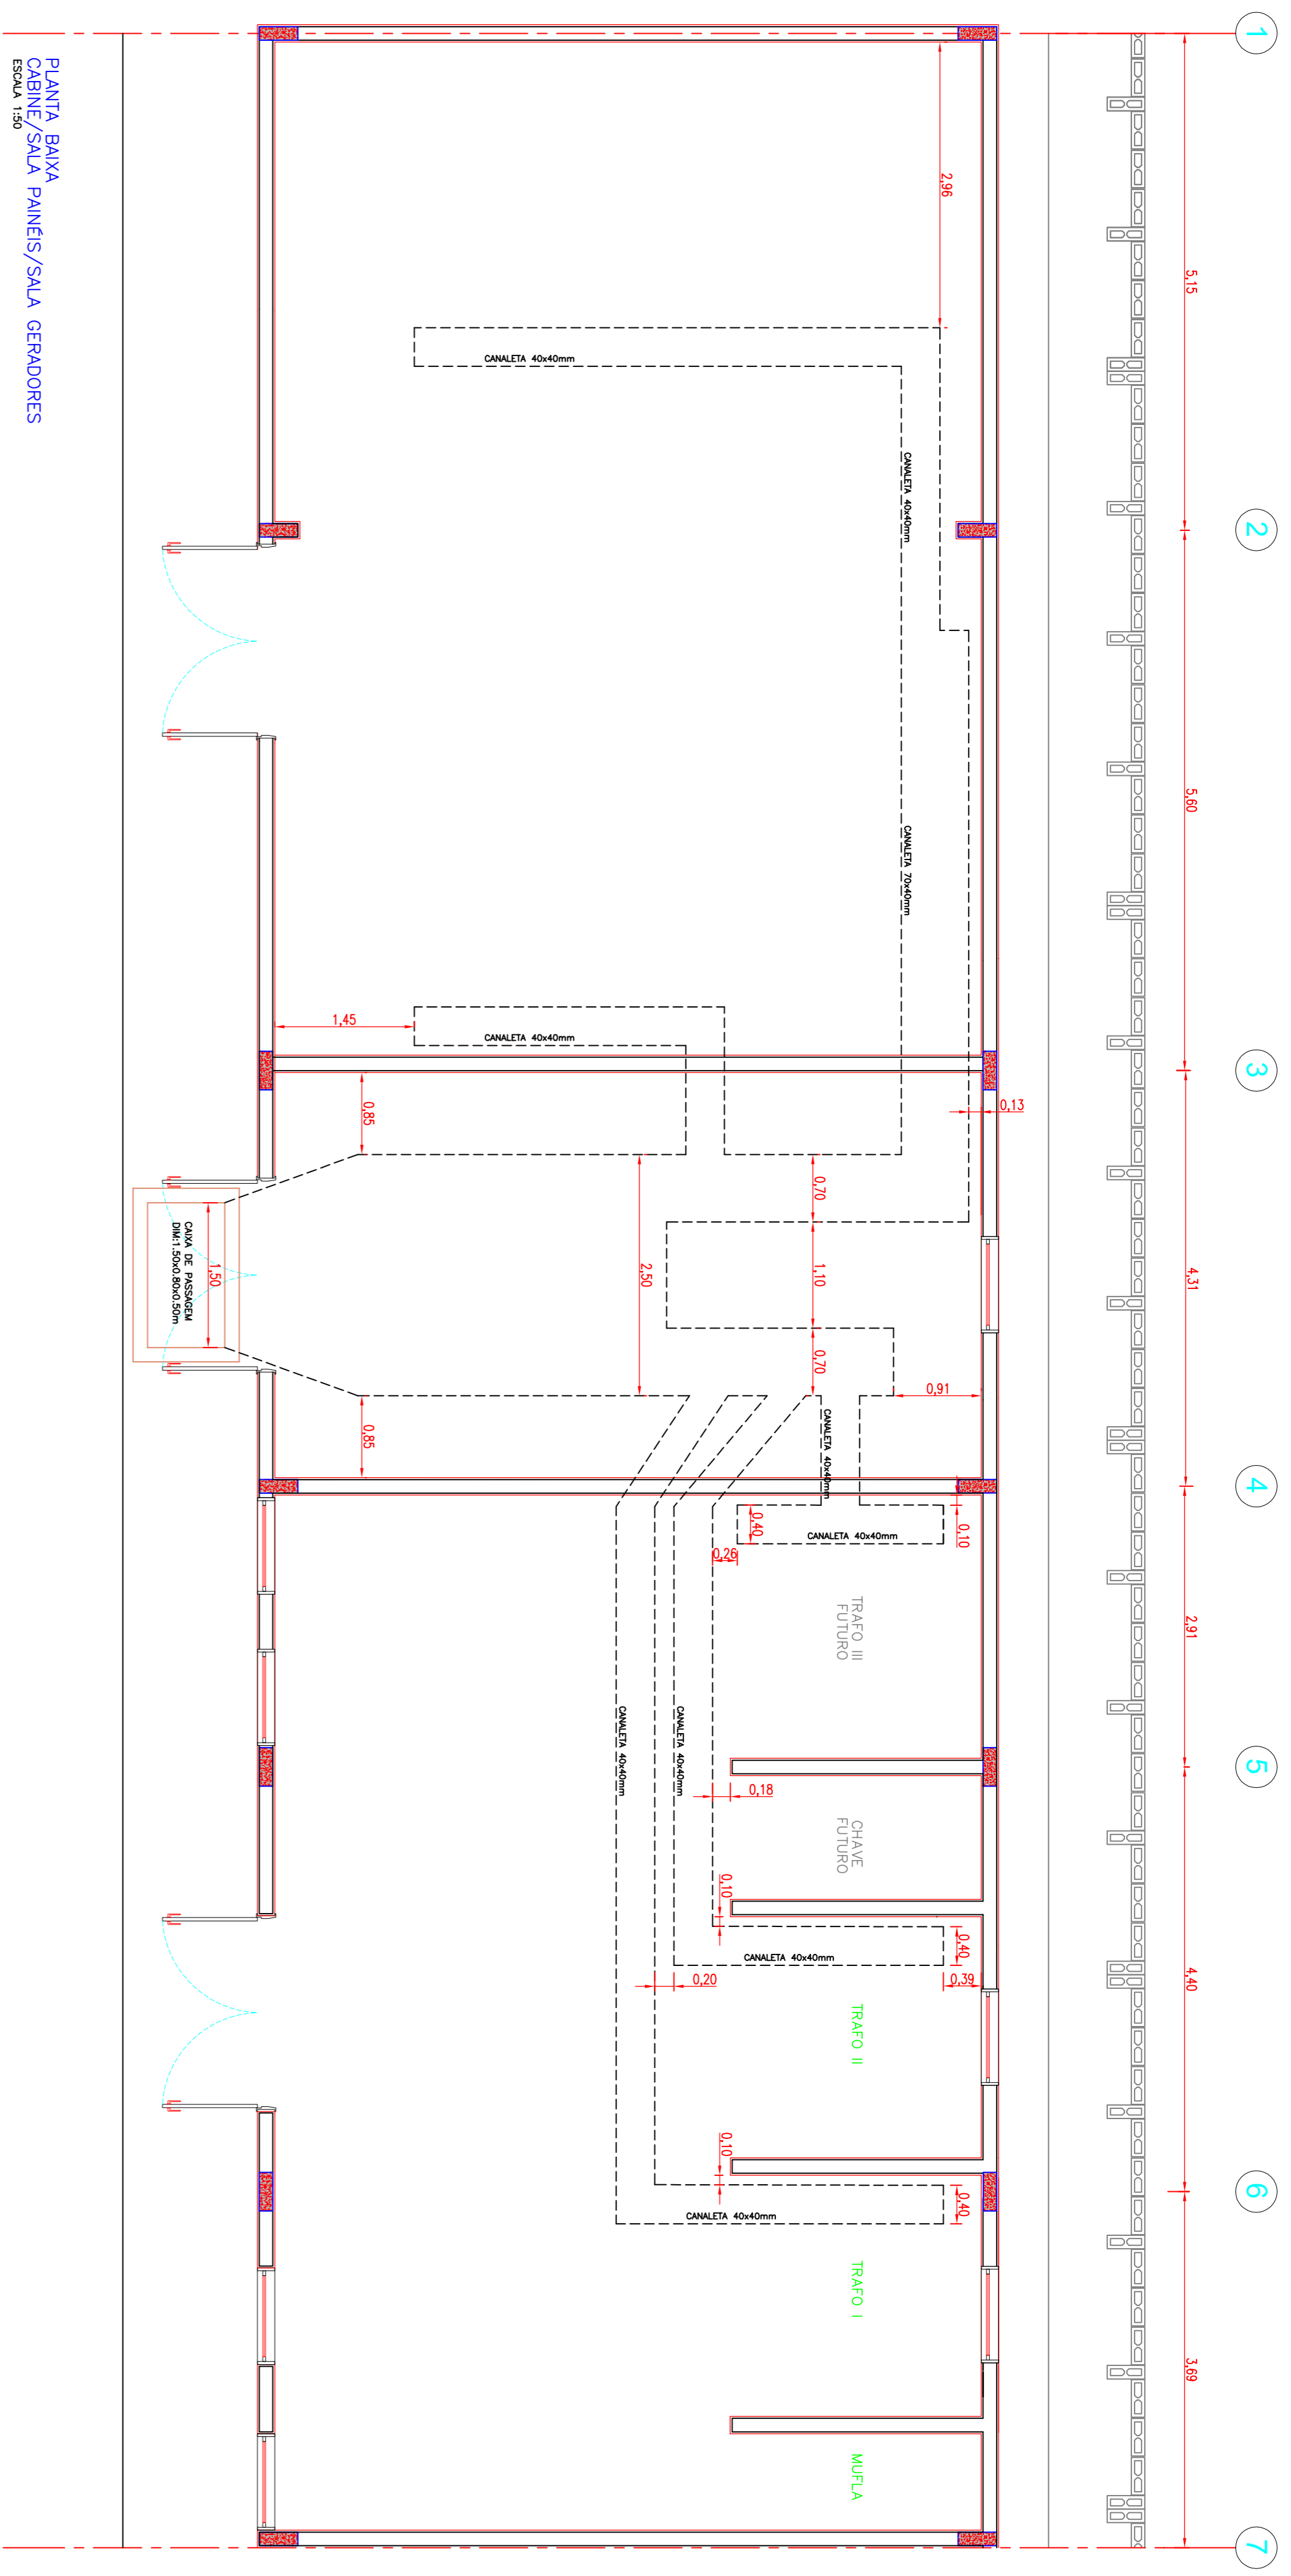 1
2
3
4
5
6
7
5,15
5,60
4,31
2,91
4,40
3,69
2,96
CANALETA 40x40mm
CANALETA 40x40mm
CANALETA 70x40mm
1,45
CANALETA 40x40mm
0,13
0,85
0,70
1,10
2,50
0,70
0,91
0,85
1,50
CAIXA DE PASSAGEM
DIM:1.50x0.80x0.50m
CANALETA 40x40mm
0,10
0,40
CANALETA 40x40mm
0,26
TRAFO III
FUTURO
CANALETA 40x40mm
CANALETA 40x40mm
0,18
CHAVE
FUTURO
0,10
0,40
CANALETA 40x40mm
0,20
0,39
TRAFO II
0,10
0,40
CANALETA 40x40mm
TRAFO I
MUFLA
PLANTA BAIXA
CABINE/SALA PAINÉIS/SALA GERADORES
ESCALA 1:50